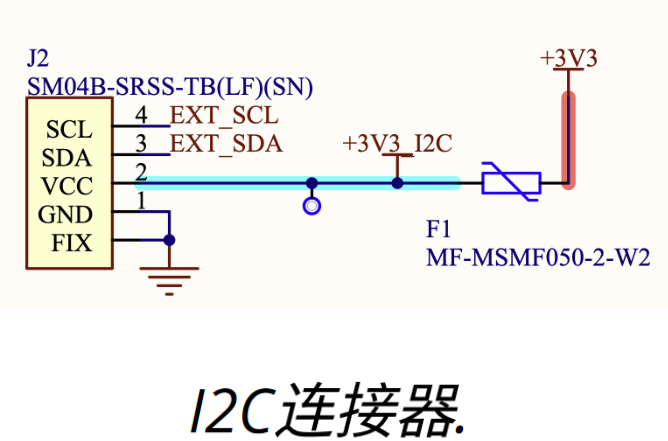 J2
SM04B-SRSS-TB(LF)(SN)
+3V3
SCL 4 EXT_SCL
SDA 3 EXT_SDA
+3V3_I2C
VCC 2
GND 1
FIX
F1
MF-MSMF050-2-W2
I2C连接器.